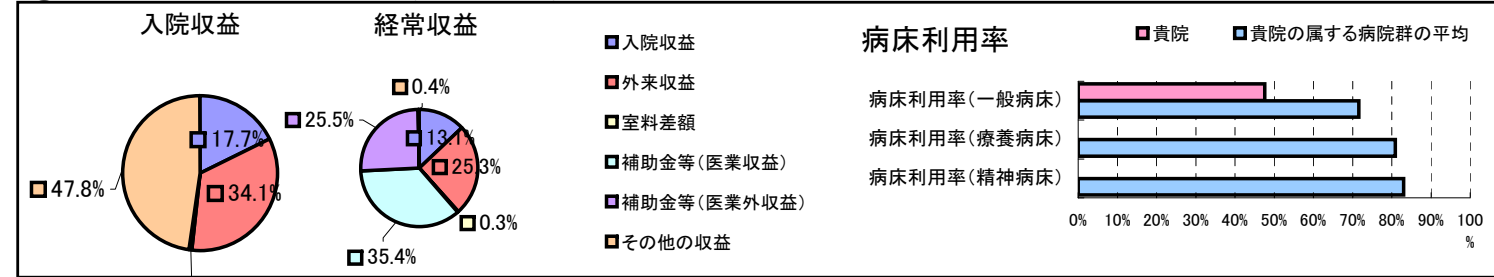 入院収益
17.7%
34.1%
47.8%
経常収益
0.4%
13.1%
25.3%
0.3%
35.4%
25.5%
入院収益
外来収益
室料差額
補助金等(医業収益)
補助金等(医業外収益)
その他の収益
病床利用率
貴院 貴院の属する病院群の平均
病床利用率(一般病床)
病床利用率(療養病床)
病床利用率(精神病床)
0% 10% 20% 30% 40% 50% 60% 70% 80% 90% 100
%